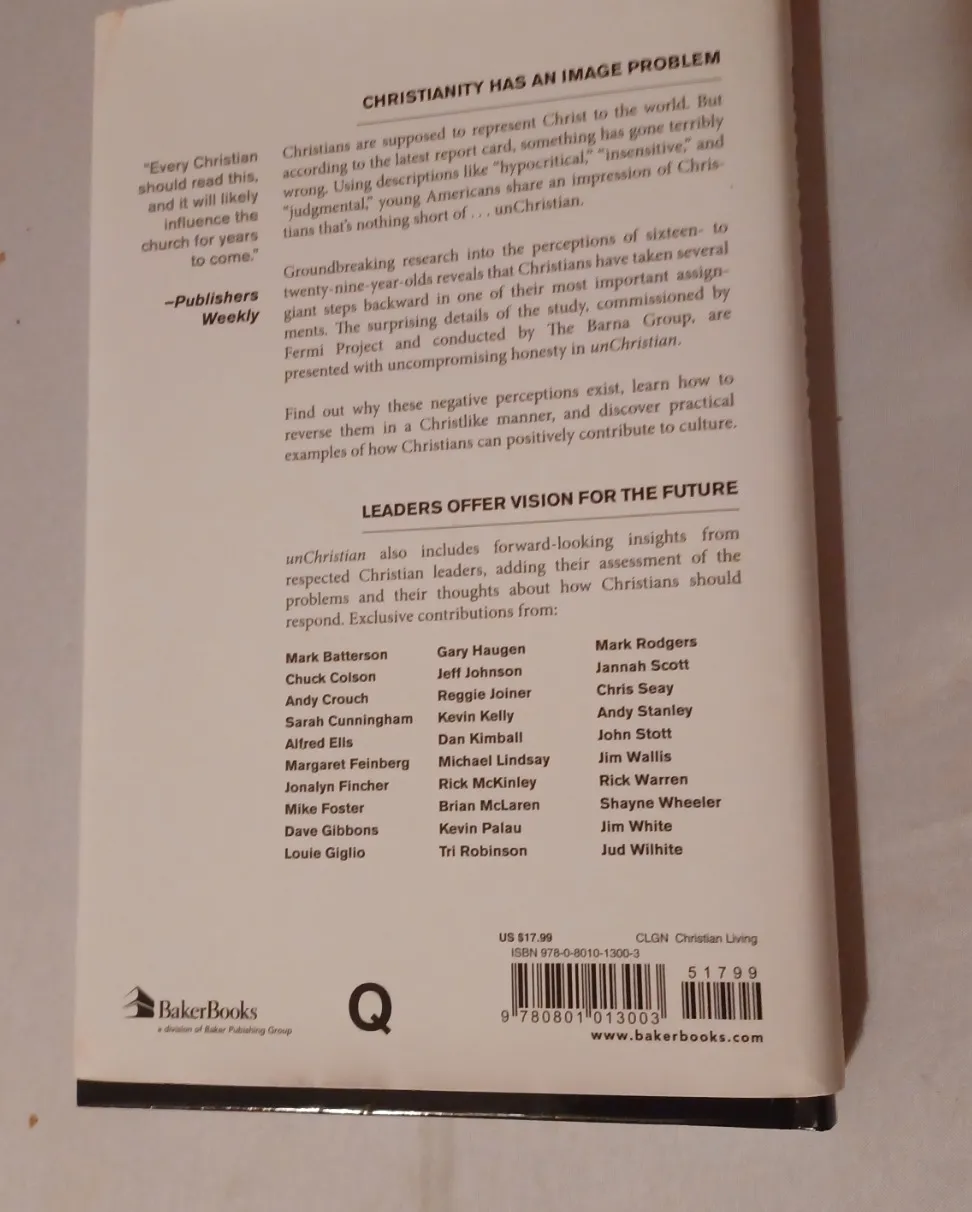 CHRISTIANITY HAS AN IMAGE PROBLEM
"Every Christian
should read this,
and it will likely
influence the
church for years
to come."
–Publishers
Weekly
Christians are supposed to represent Christ to the world. But
according to the latest report card, something has gone terribly
wrong. Using descriptions like "hypocritical," "insensitive," and
"judgmental," young Americans share an impression of Chris-
tians that's nothing short of . . . unChristian.
Groundbreaking research into the perceptions of sixteen- to
twenty-nine-year-olds reveals that Christians have taken several
giant steps backward in one of their most important assign-
ments. The surprising details of the study, commissioned by
Fermi Project and conducted by The Barna Group, are
presented with uncompromising honesty in unChristian.
Find out why these negative perceptions exist, learn how to
reverse them in a Christlike manner, and discover practical
examples of how Christians can positively contribute to culture.
LEADERS OFFER VISION FOR THE FUTURE
unChristian also includes forward-looking insights from
respected Christian leaders, adding their assessment of the
problems and their thoughts about how Christians should
respond. Exclusive contributions from:
Mark Batterson
Chuck Colson
Andy Crouch
Sarah Cunningham
Alfred Elis
Margaret Feinberg
Jonalyn Fincher
Mike Foster
Dave Gibbons
Louie Giglio
Gary Haugen
Jeff Johnson
Reggie Joiner
Kevin Kelly
Dan Kimball
Michael Lindsay
Rick McKinley
Brian McLaren
Kevin Palau
Tri Robinson
Mark Rodgers
Jannah Scott
Chris Seay
Andy Stanley
John Stott
Jim Wallis
Rick Warren
Shayne Wheeler
Jim White
Jud Wilhite
US $17.99 CLGN Christian Living
ISBN 978-0-8010-1300-3
51799
9 780801 013003
www.bakerbooks.com
BakerBooks
a division of Baker Publishing Group
Q